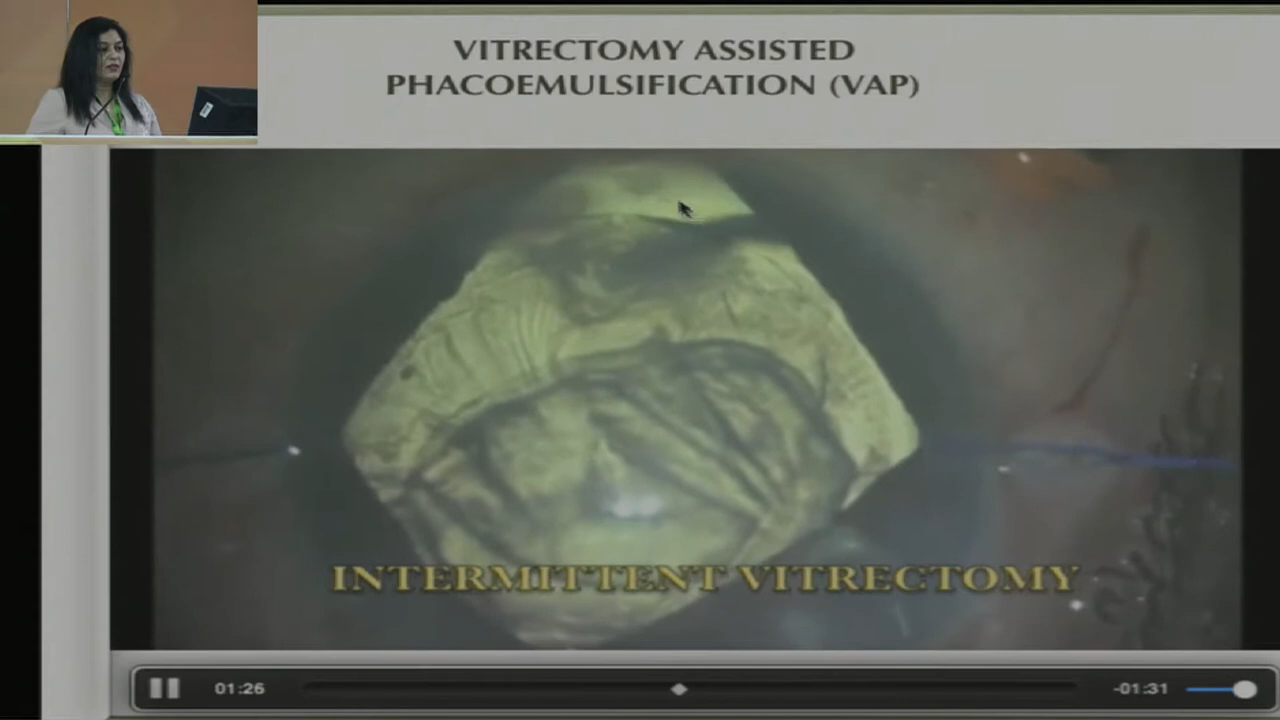 VITRECTOMY ASSISTED
PHACOEMULSIFICATION (VAP)
INTERMITTENT VITRECTOMY
01:26
-01:31